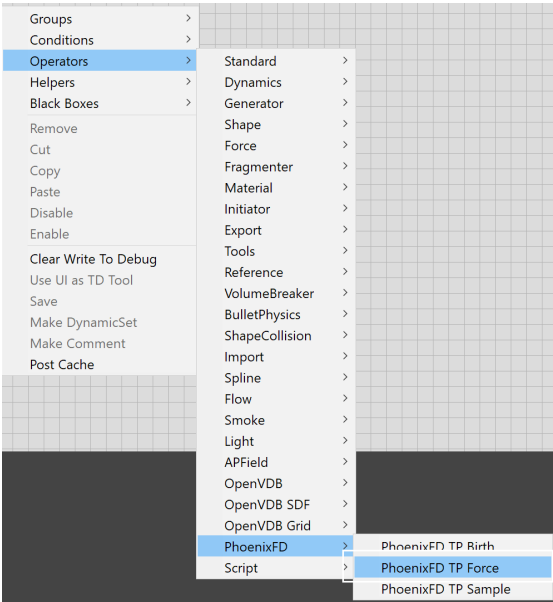 Groups
Conditions
Operators
Helpers
Black Boxes
Remove
Cut
Copy
Paste
Disable
Enable
Clear Write To Debug
Use UI as TD Tool
Save
Make DynamicSet
Make Comment
Post Cache
Standard
Dynamics
Generator
Shape
Force
Fragmenter
Material
Initiator
Export
Tools
Reference
VolumeBreaker
BulletPhysics
ShapeCollision
Import
Spline
Flow
Smoke
Light
APField
OpenVDB
OpenVDB SDF
OpenVDB Grid
PhoenixFD
Script
PhoenixFD TP Birth
PhoenixFD TP Force
PhoenixFD TP Sample